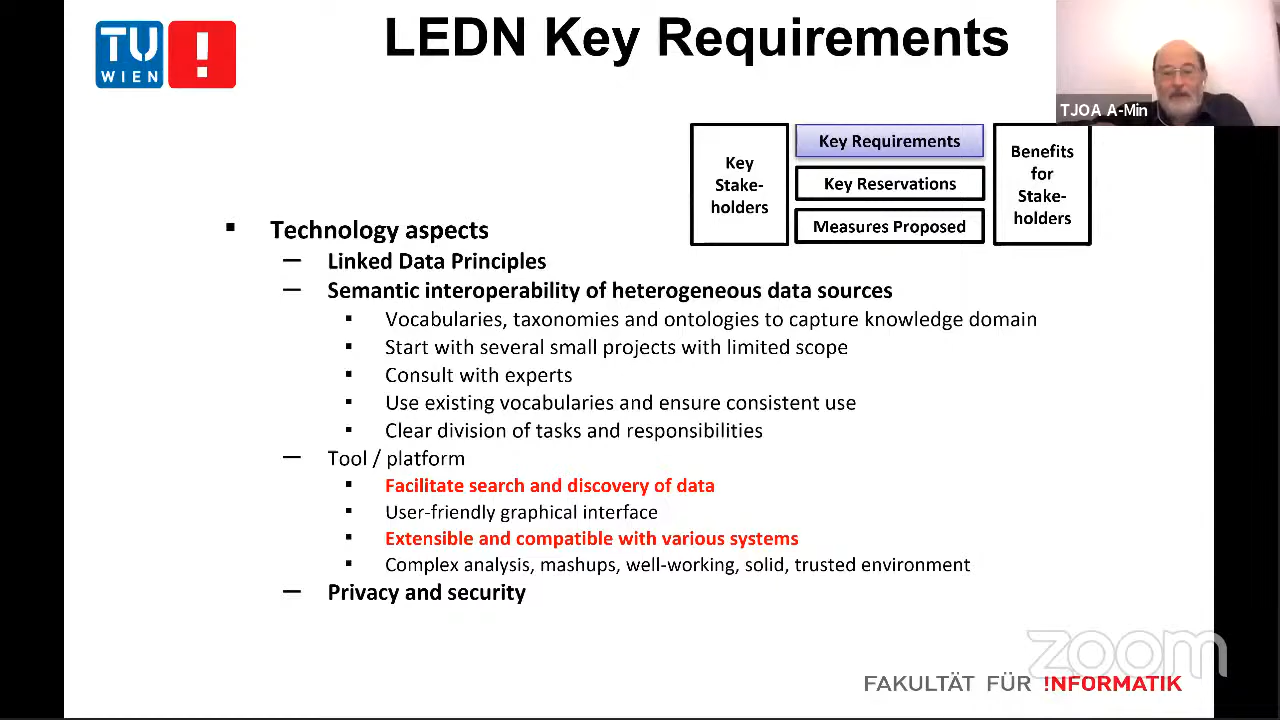 LEDN Key Requirements
TU
WIEN
!
TJOA A-Min
Key
Stake-
holders
Key Requirements
Key Reservations
Measures Proposed
Benefits
for
Stake-
holders
▪ Technology aspects
– Linked Data Principles
– Semantic interoperability of heterogeneous data sources
▪ Vocabularies, taxonomies and ontologies to capture knowledge domain
▪ Start with several small projects with limited scope
▪ Consult with experts
▪ Use existing vocabularies and ensure consistent use
▪ Clear division of tasks and responsibilities
– Tool / platform
▪ Facilitate search and discovery of data
▪ User-friendly graphical interface
▪ Extensible and compatible with various systems
▪ Complex analysis, mashups, well-working, solid, trusted environment
– Privacy and security
zoom
FAKULTÄT FÜR !NFORMATIK